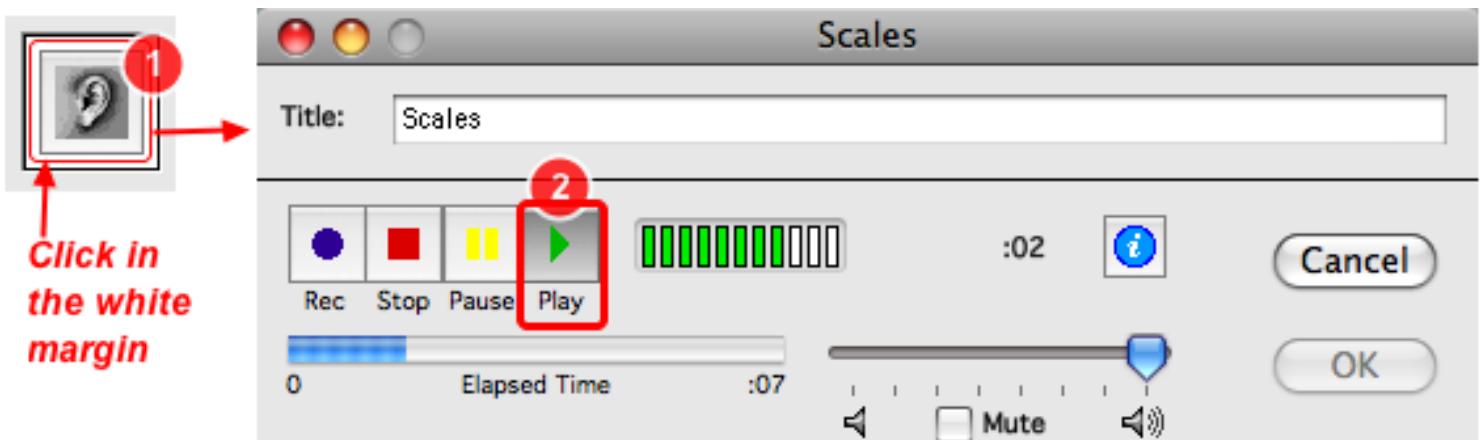 1
Click in
the white
margin
Scales
Title: Scales
2
:02
Rec Stop Pause Play
Cancel
0 Elapsed Time :07
OK
Mute